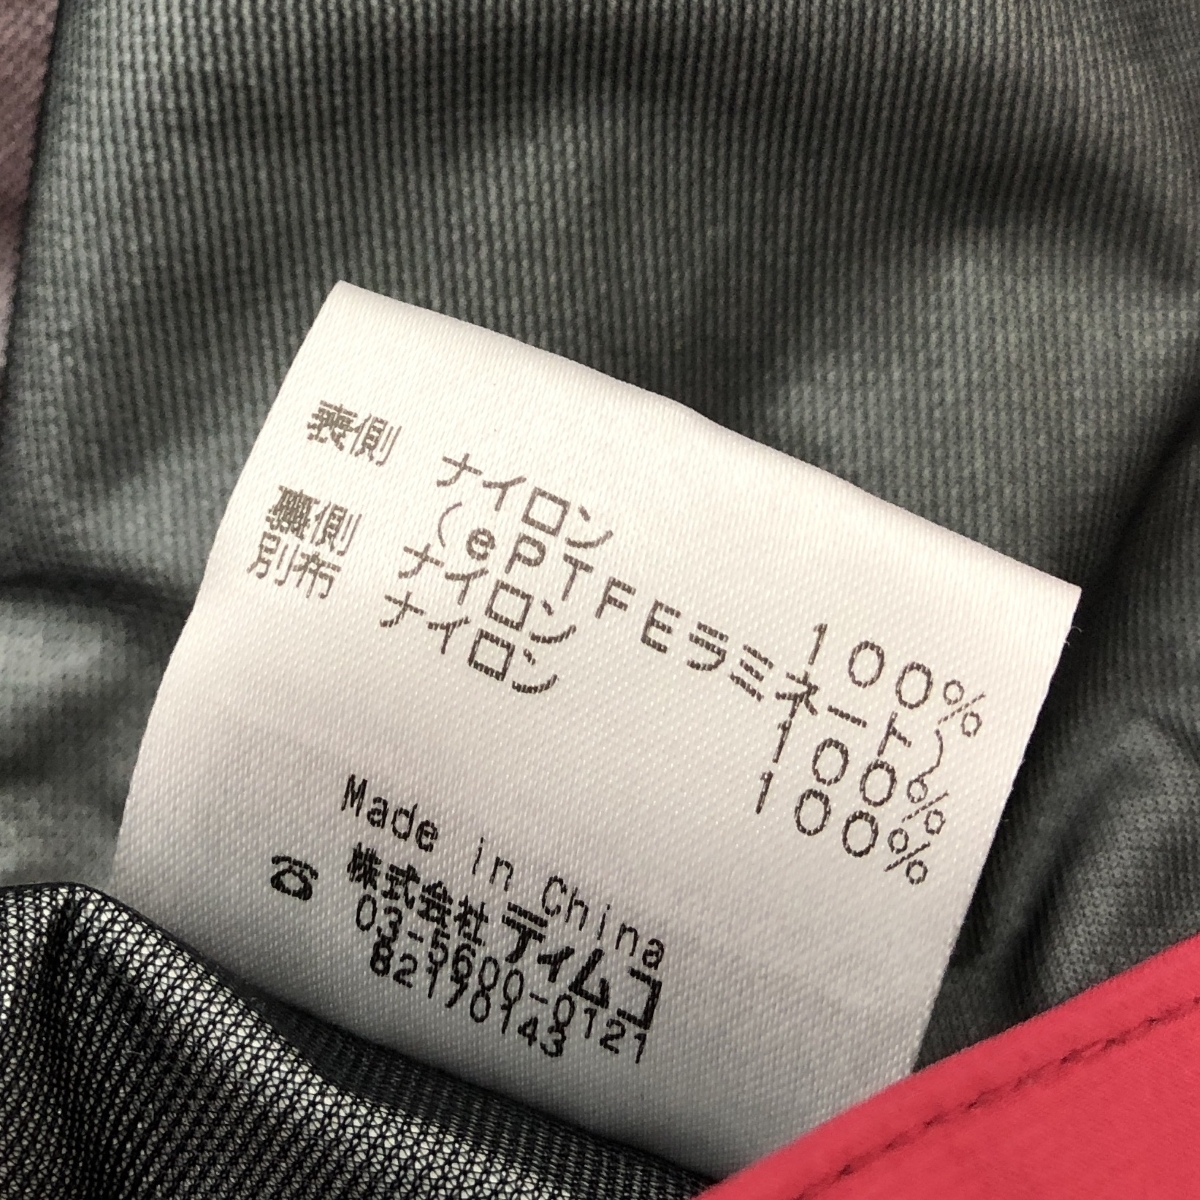 表側 ナイロン 100%
(ePTFEラミネート)
裏側 ナイロン 100%
別布 ナイロン 100%
Made in China
株式会社 ティムコ
☎ 03-5600-0121
82170143